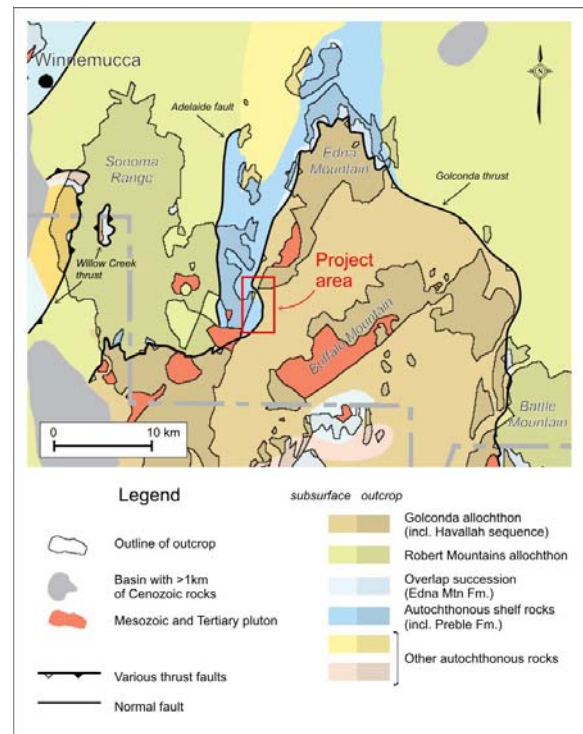 Winnemucca
N
Adelaide fault
Sonoma
Range
Edna
Mountain
Golconda thrust
Project
area
Willow Creek
thrust
Buffalo Mountain
Battle
Mountain
0 10 km
Legend
Outline of outcrop
Basin with >1km
of Cenozoic rocks
Mesozoic and Tertiary pluton
Various thrust faults
Normal fault
subsurface outcrop
Golconda allochthon
(incl. Havallah sequence)
Robert Mountains allochthon
Overlap succession
(Edna Mtn Fm.)
Autochthonous shelf rocks
(incl. Preble Fm.)
Other autochthonous rocks